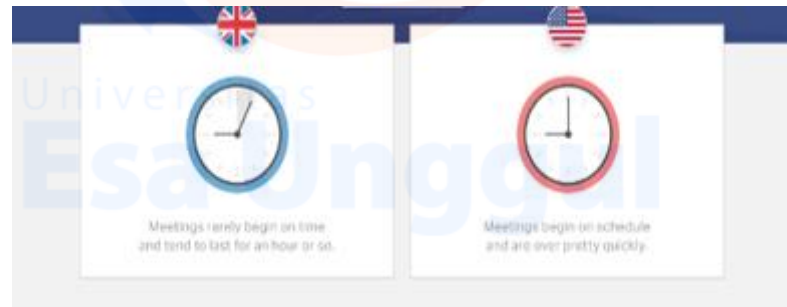 Universitas
Esa Unggul
Meetings rarely begin on time
and tend to last for an hour or so.
Meetings begin on schedule
and are over pretty quickly.